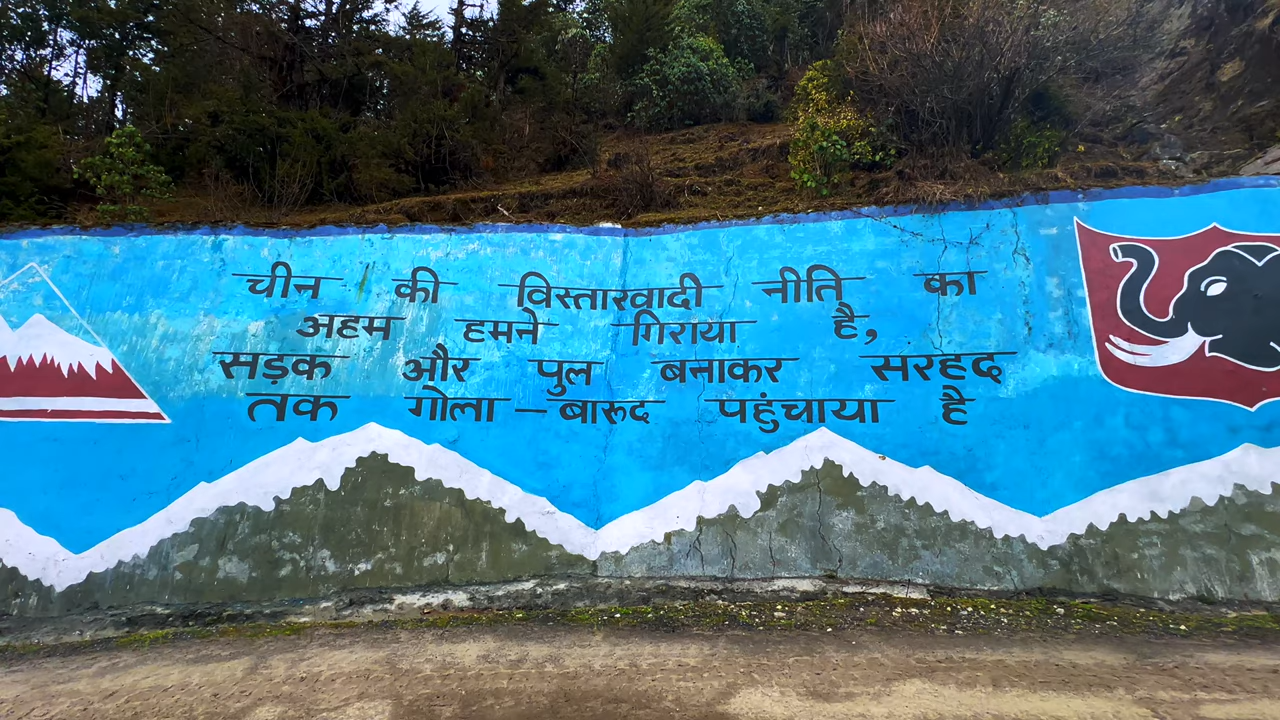 चीन की विस्तारवादी नीति का
अहम हमने गिराया है,
सड़क और पुल बनाकर सरहद
तक गोला – बारूद पहुंचाया है